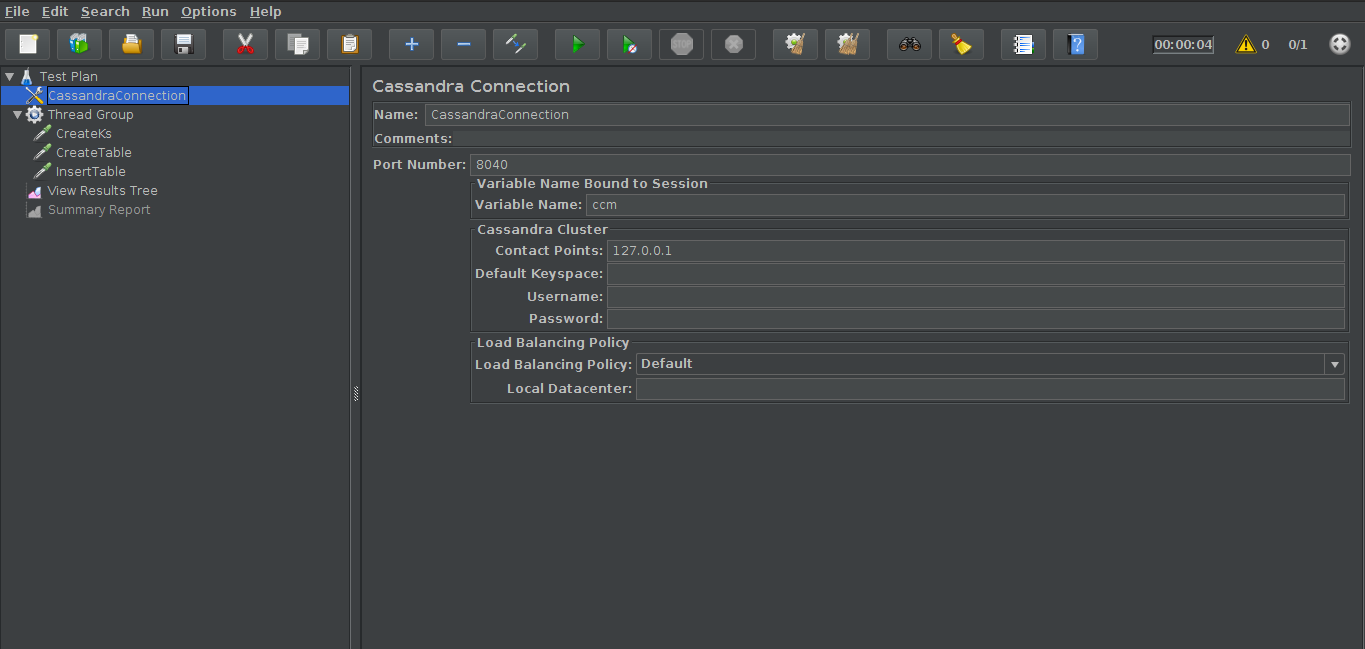 File Edit Search Run Options Help
STOP
?
00:00:04 0 0/1
Test Plan
CassandraConnection
Thread Group
CreateKs
CreateTable
InsertTable
View Results Tree
Summary Report
Cassandra Connection
Name: CassandraConnection
Comments:
Port Number: 8040
Variable Name Bound to Session
Variable Name: ccm
Cassandra Cluster
Contact Points: 127.0.0.1
Default Keyspace:
Username:
Password:
Load Balancing Policy
Load Balancing Policy: Default
Local Datacenter: